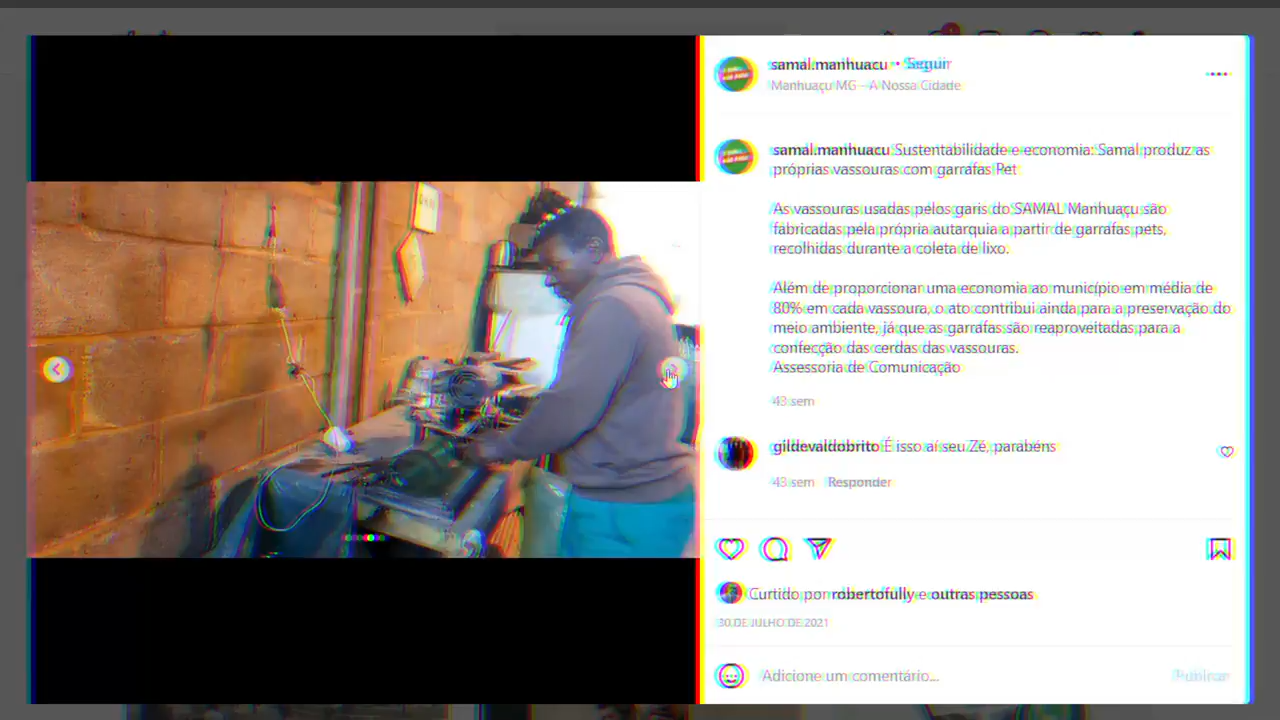 samal.manhuacu • Seguir
Manhuaçu MG - A Nossa Cidade
samal.manhuacu Sustentabilidade e economia: Samal produz as
próprias vassouras com garrafas Pet
As vassouras usadas pelos garis do SAMAL Manhuaçu são
fabricadas pela própria autarquia a partir de garrafas pets,
recolhidas durante a coleta de lixo.
Além de proporcionar uma economia ao município em média de
80% em cada vassoura, o ato contribui ainda para a preservação do
meio ambiente, já que as garrafas são reaproveitadas para a
confecção das cerdas das vassouras.
Assessoria de Comunicação
43 sem
gildevaldobrito É isso aí seu Zé, parabéns
43 sem Responder
Curtido por robertofully e outras pessoas
30 DE JULHO DE 2021
Adicione um comentário... Publicar